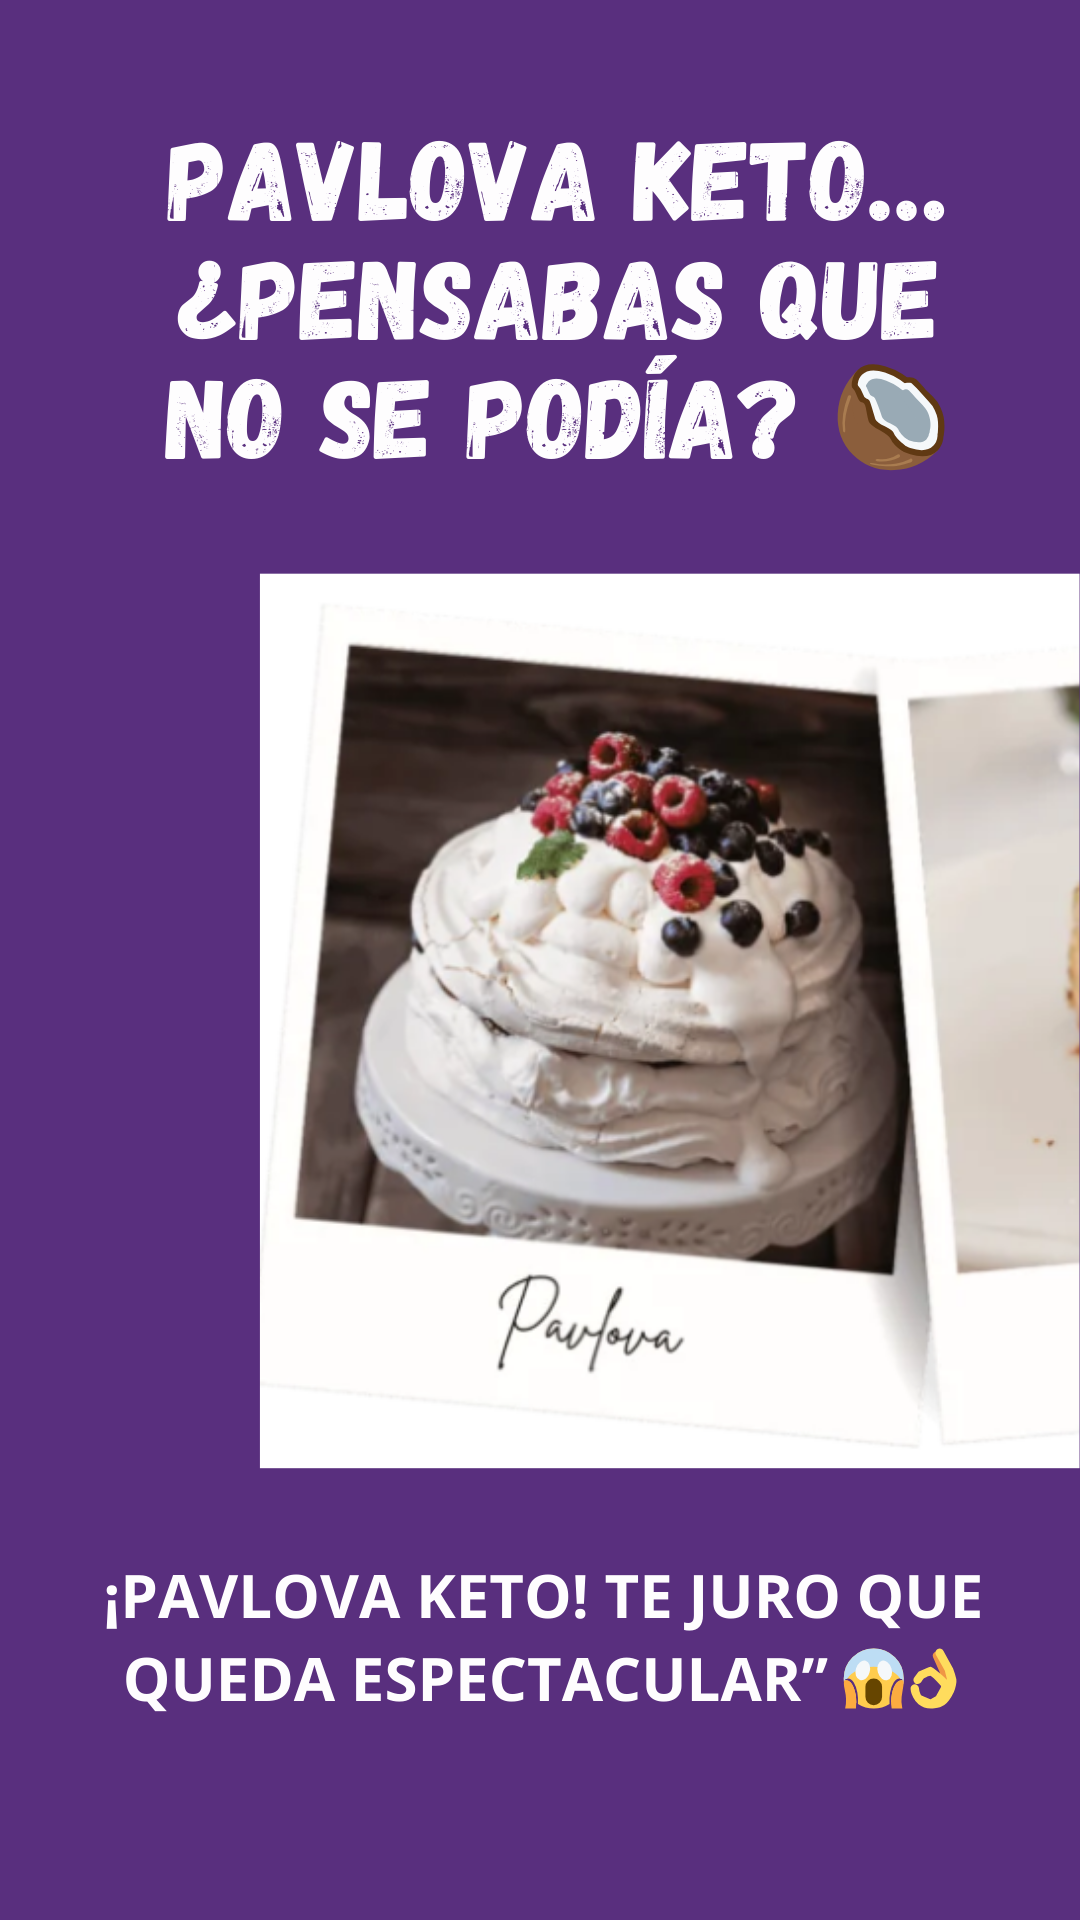 PAVLOVA KETO...
¿PENSABAS QUE
NO SE PODÍA? 🥥
Pavlova
¡PAVLOVA KETO! TE JURO QUE
QUEDA ESPECTACULAR” 😱👌